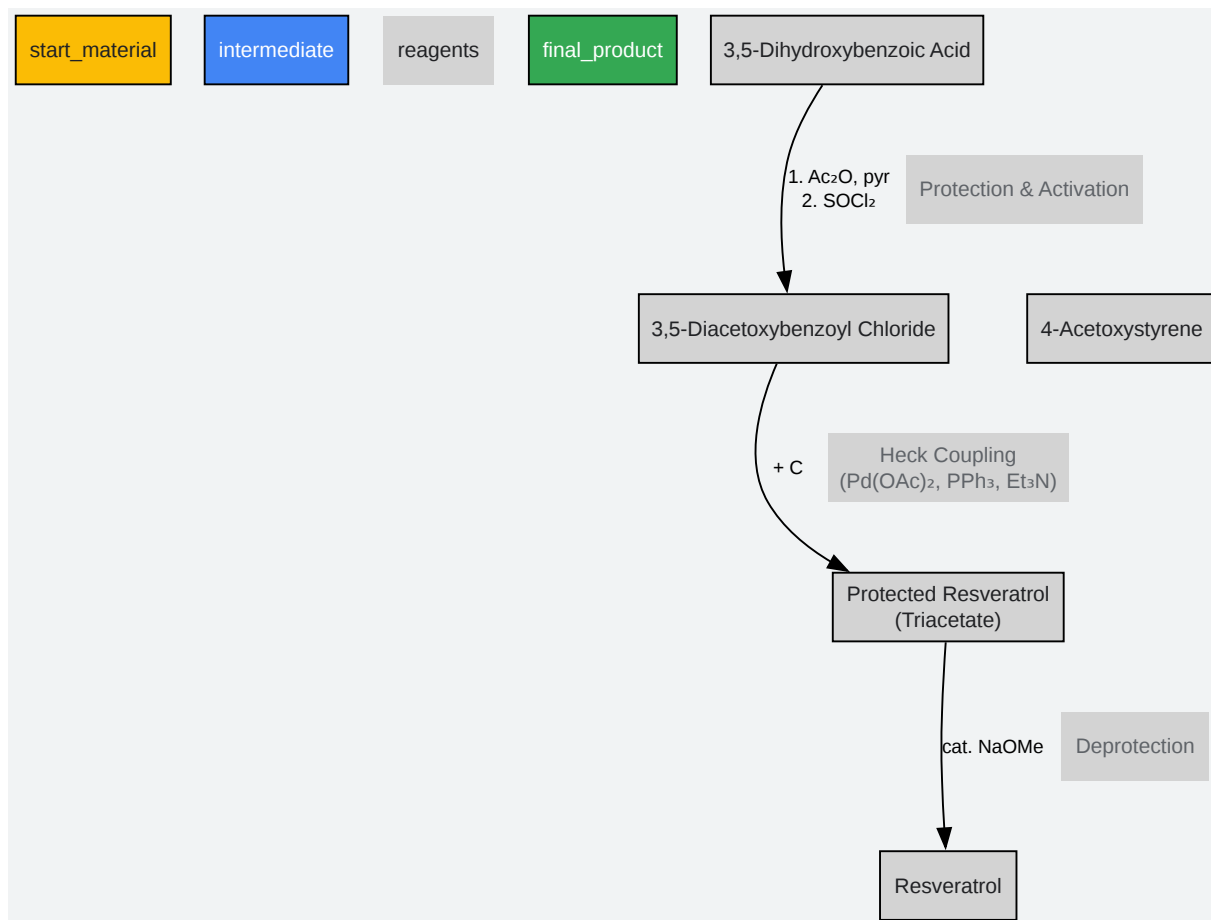 start_material
intermediate
reagents
final_product
3,5-Dihydroxybenzoic Acid
1. Ac₂O, pyr
2. SOCl₂
Protection & Activation
3,5-Diacetoxybenzoyl Chloride
4-Acetoxystyrene
+ C
Heck Coupling
(Pd(OAc)₂, PPh₃, Et₃N)
Protected Resveratrol
(Triacetate)
cat. NaOMe
Deprotection
Resveratrol